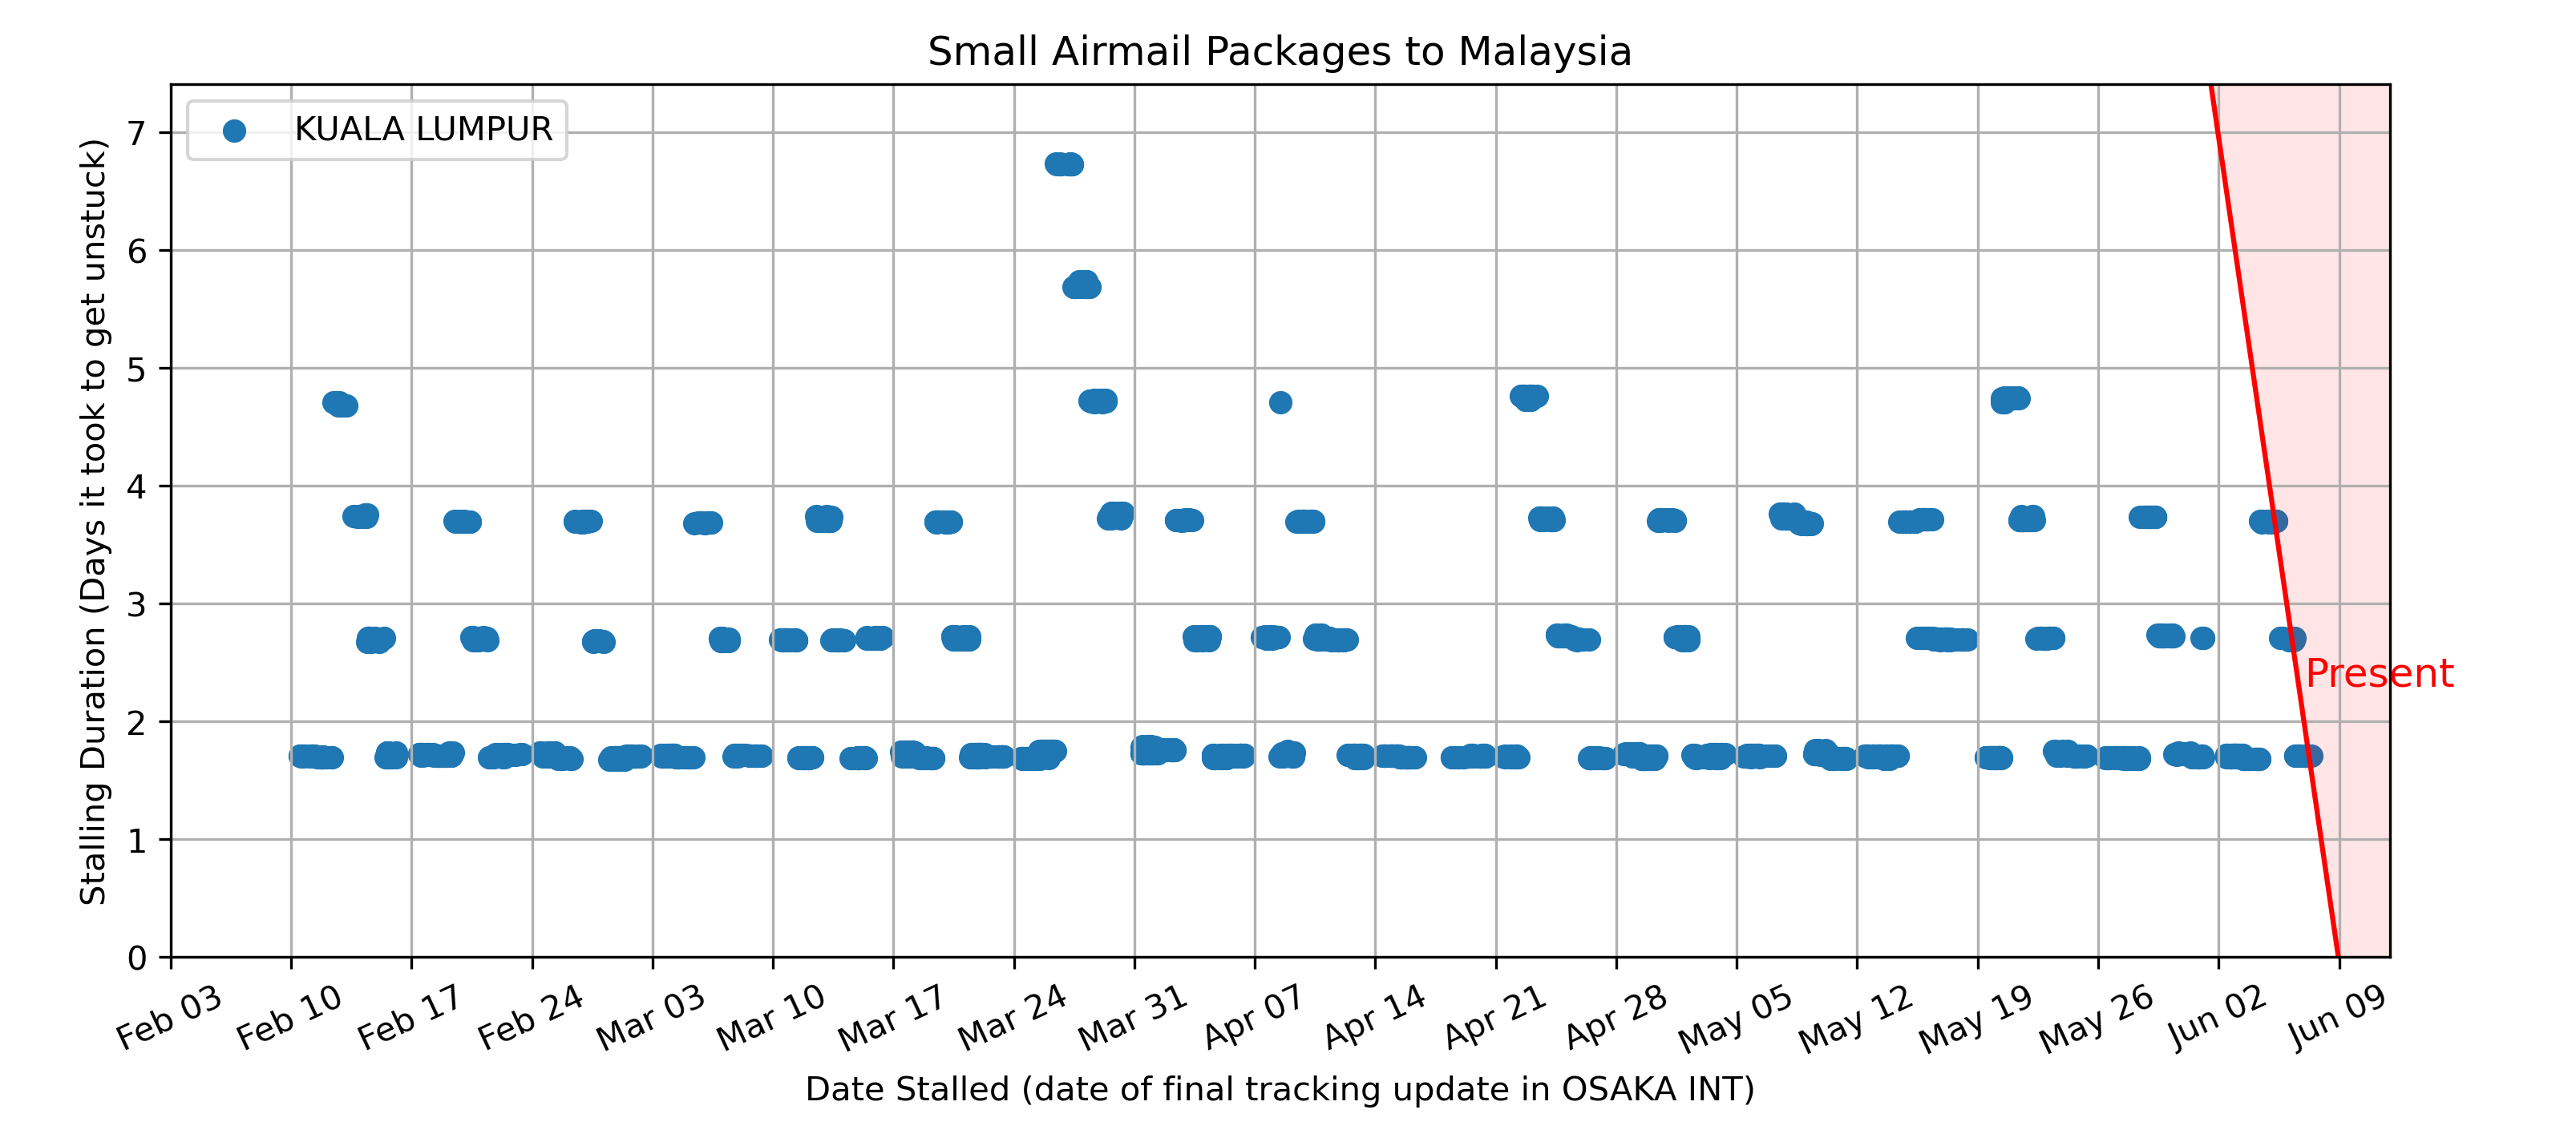 Small Airmail Packages to Malaysia
KUALA LUMPUR
Stalling Duration (Days it took to get unstuck)
7
6
5
4
3
2
1
0
Present
Feb 03
Feb 10
Feb 17
Feb 24
Mar 03
Mar 10
Mar 17
Mar 24
Mar 31
Apr 07
Apr 14
Apr 21
Apr 28
May 05
May 12
May 19
May 26
Jun 02
Jun 09
Date Stalled (date of final tracking update in OSAKA INT)